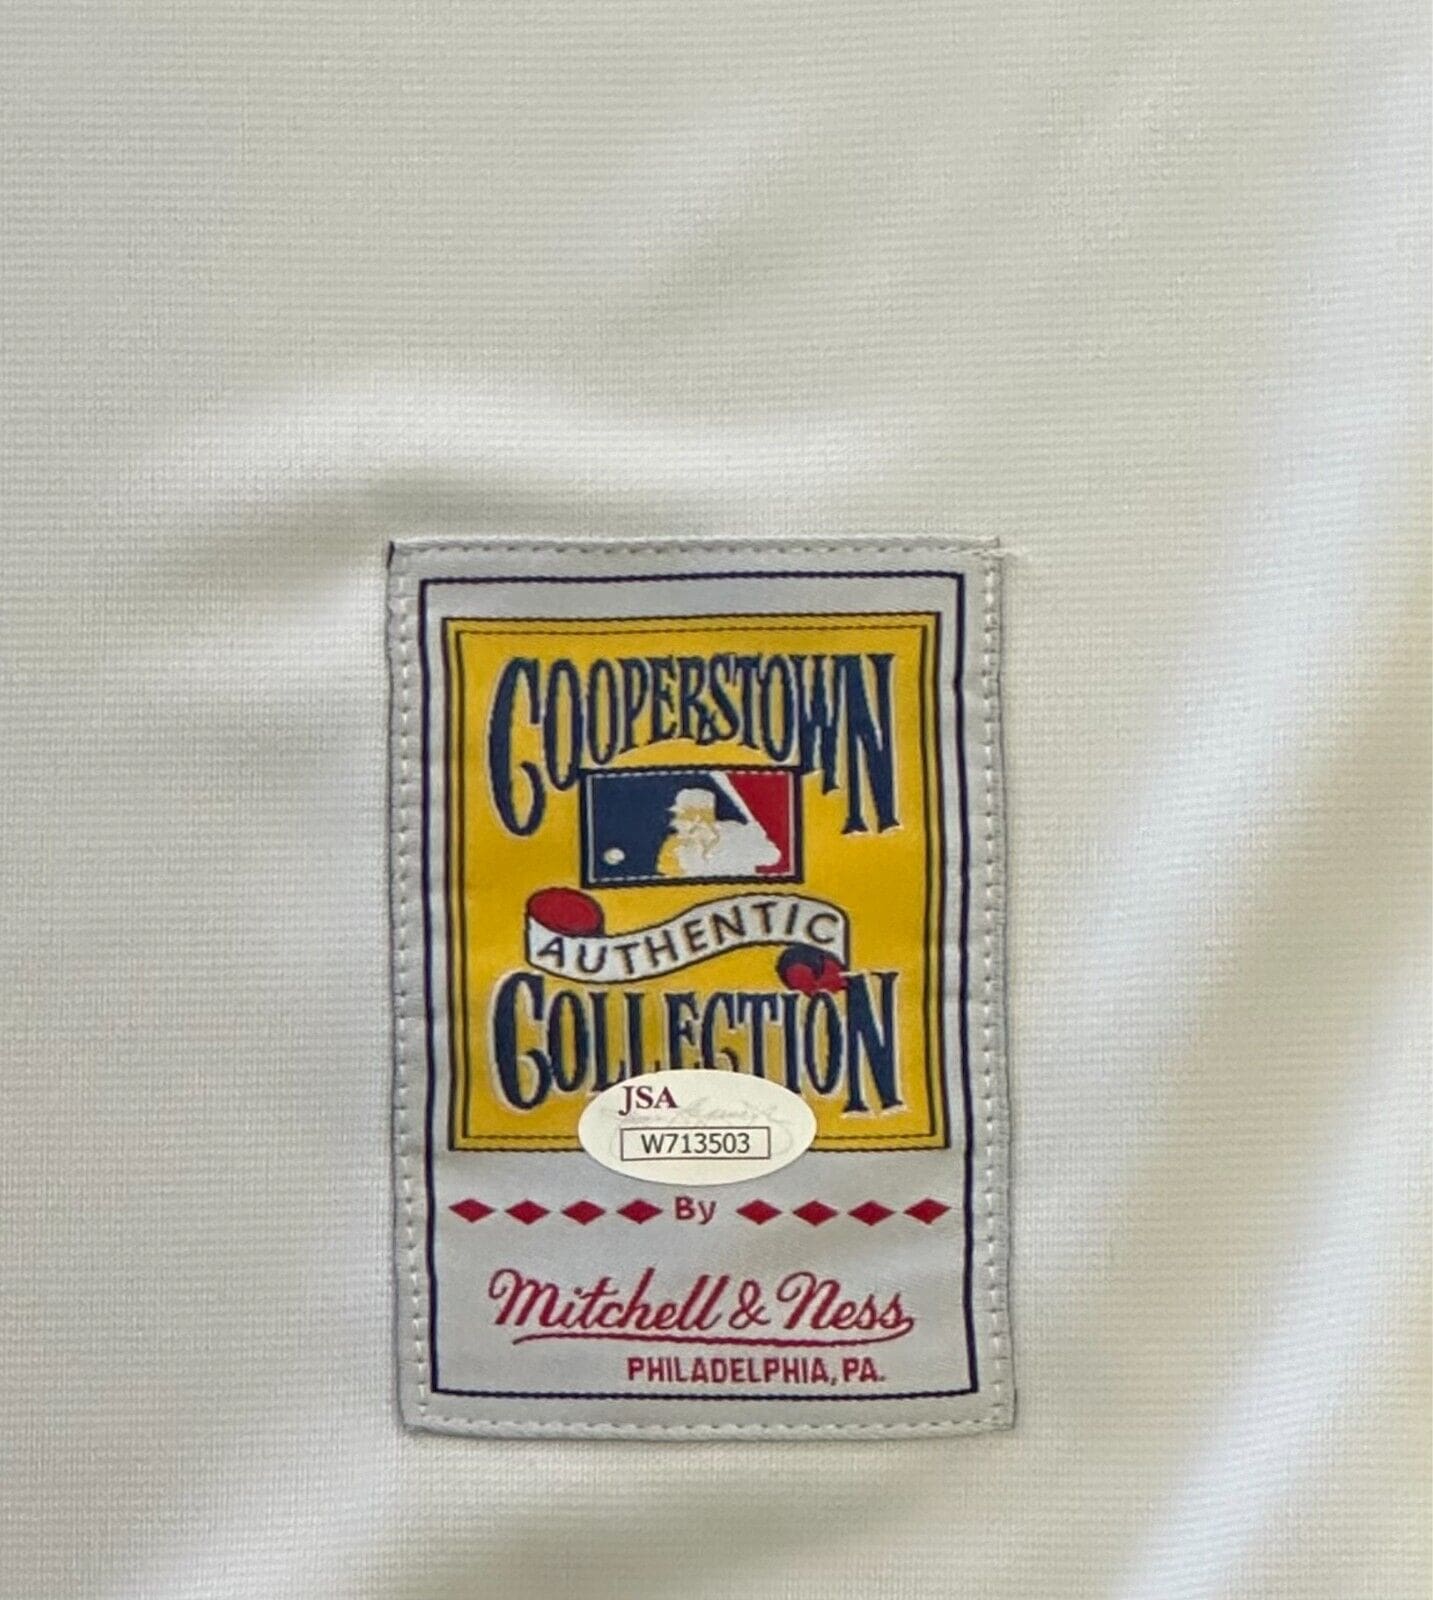 COOPERSTOWN
AUTHENTIC
COLLECTION
JSA
W713503
By
Mitchell & Ness
PHILADELPHIA, PA.